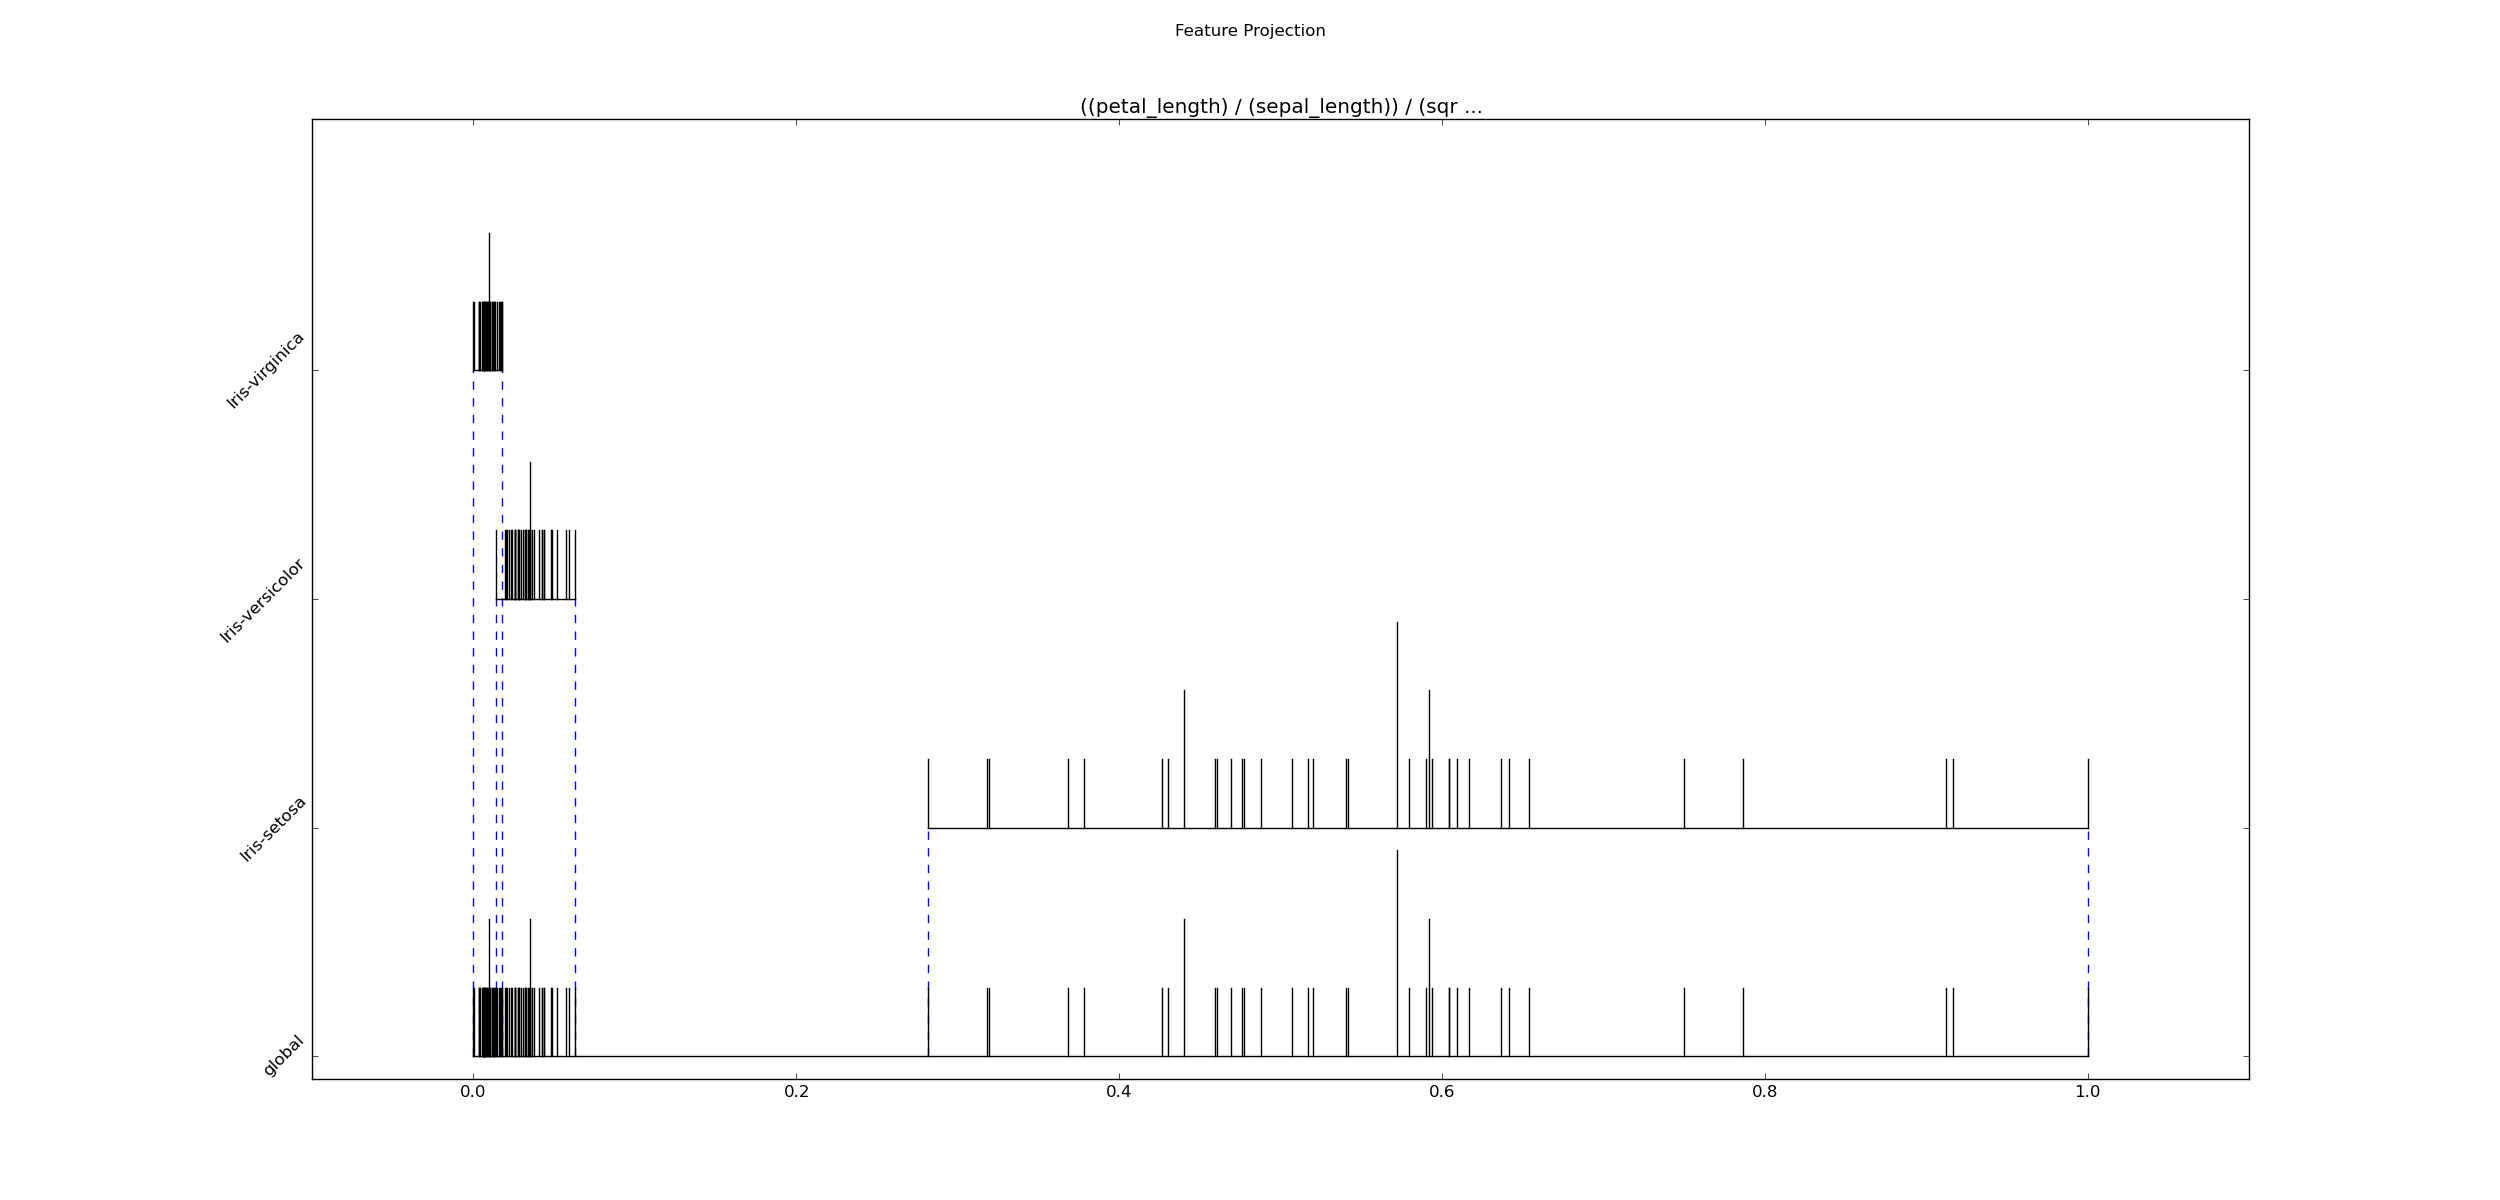 Feature Projection
((petal_length) / (sepal_length)) / (sqr ...
Iris-virginica
Iris-versicolor
Iris-setosa
global
0.0 0.2 0.4 0.6 0.8 1.0